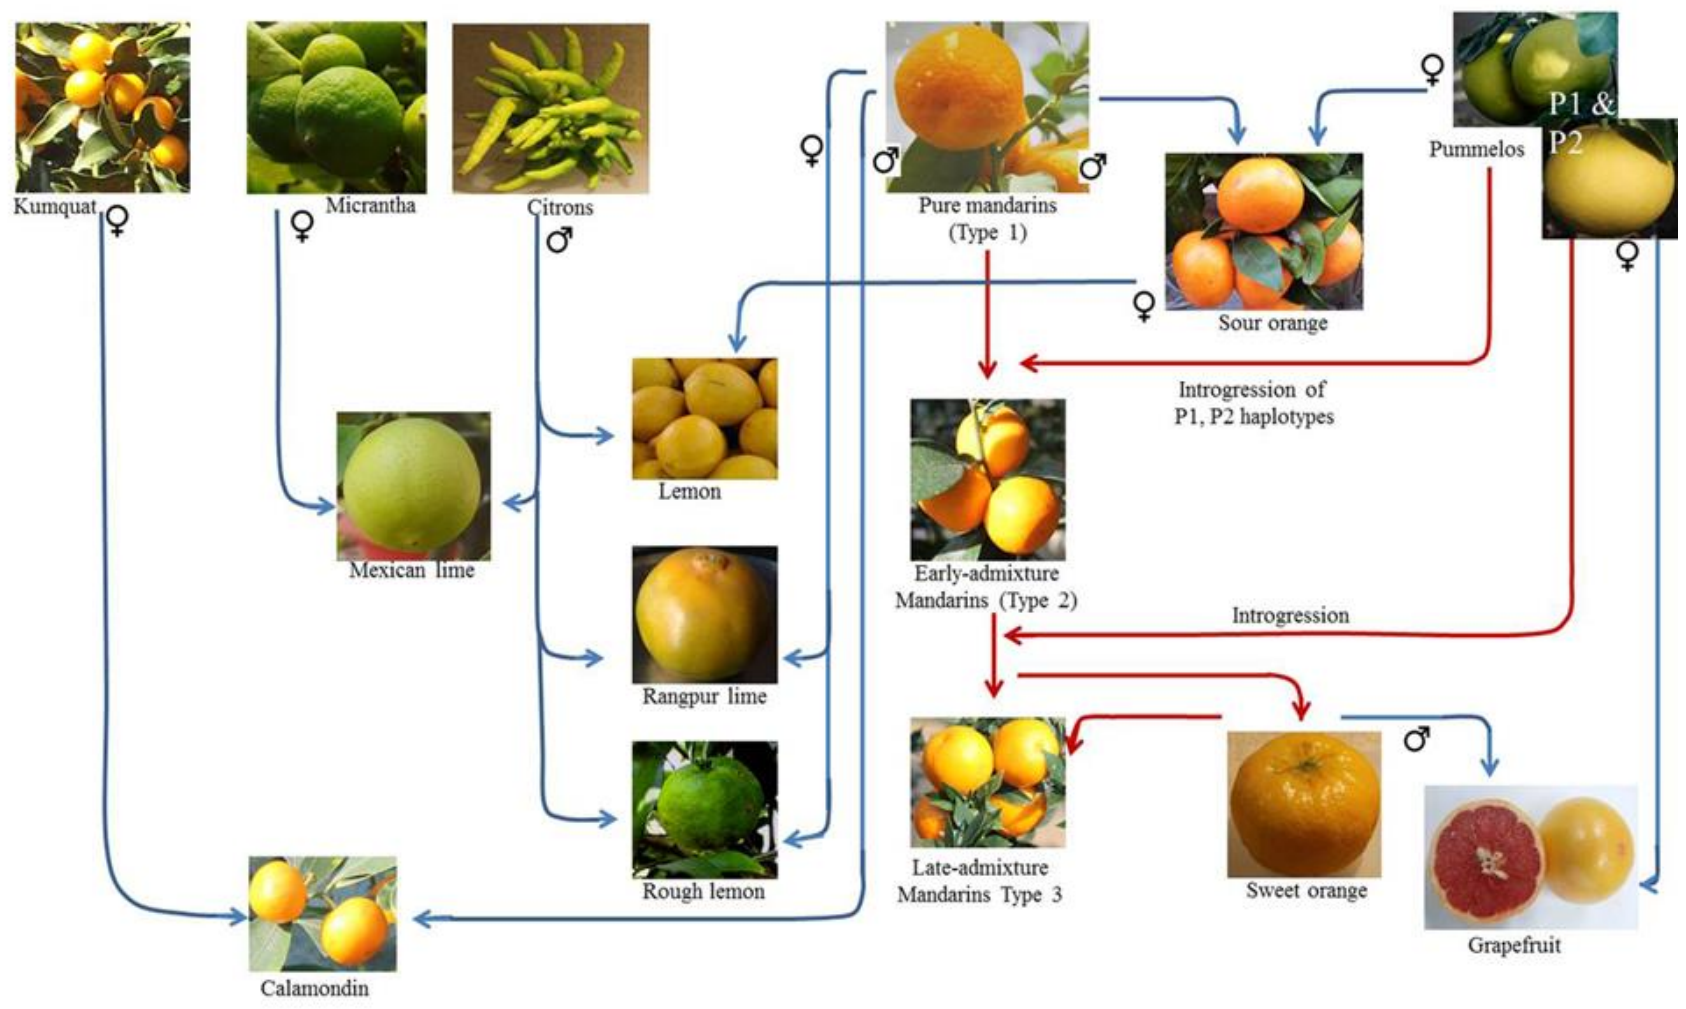 P1 &
P2
Pummelos
Kumquat
Micrantha
Citrons
Pure mandarins
(Type 1)
Sour orange
Introgression of
P1, P2 haplotypes
Lemon
Mexican lime
Early-admixture
Mandarins (Type 2)
Introgression
Rangpur lime
Late-admixture
Mandarins Type 3
Rough lemon
Sweet orange
Grapefruit
Calamondin